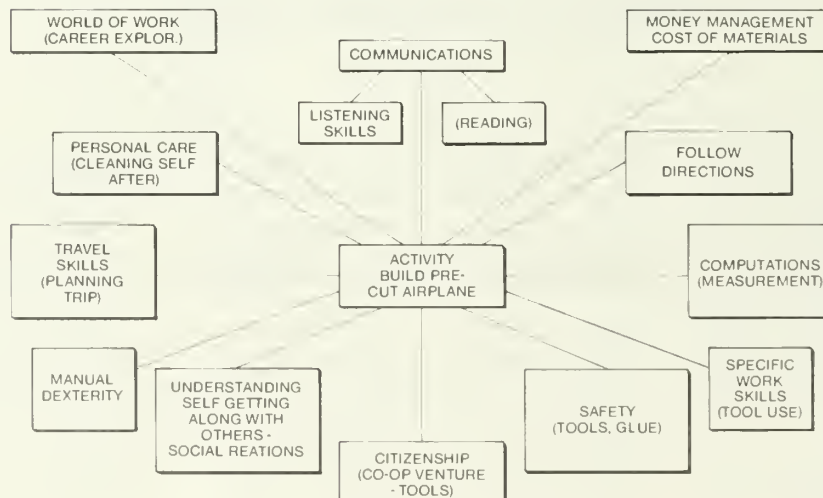 WORLD OF WORK
(CAREER EXPLOR.)
COMMUNICATIONS
MONEY MANAGEMENT
COST OF MATERIALS
LISTENING
SKILLS
(READING)
PERSONAL CARE
(CLEANING SELF
AFTER)
FOLLOW
DIRECTIONS
TRAVEL
SKILLS
(PLANNING
TRIP)
ACTIVITY
BUILD PRE-
CUT AIRPLANE
COMPUTATIONS
(MEASUREMENT)
MANUAL
DEXTERITY
UNDERSTANDING
SELF GETTING
ALONG WITH
OTHERS -
SOCIAL REATIONS
CITIZENSHIP
(CO-OP VENTURE
- TOOLS)
SAFETY
(TOOLS, GLUE)
SPECIFIC
WORK
SKILLS
(TOOL USE)